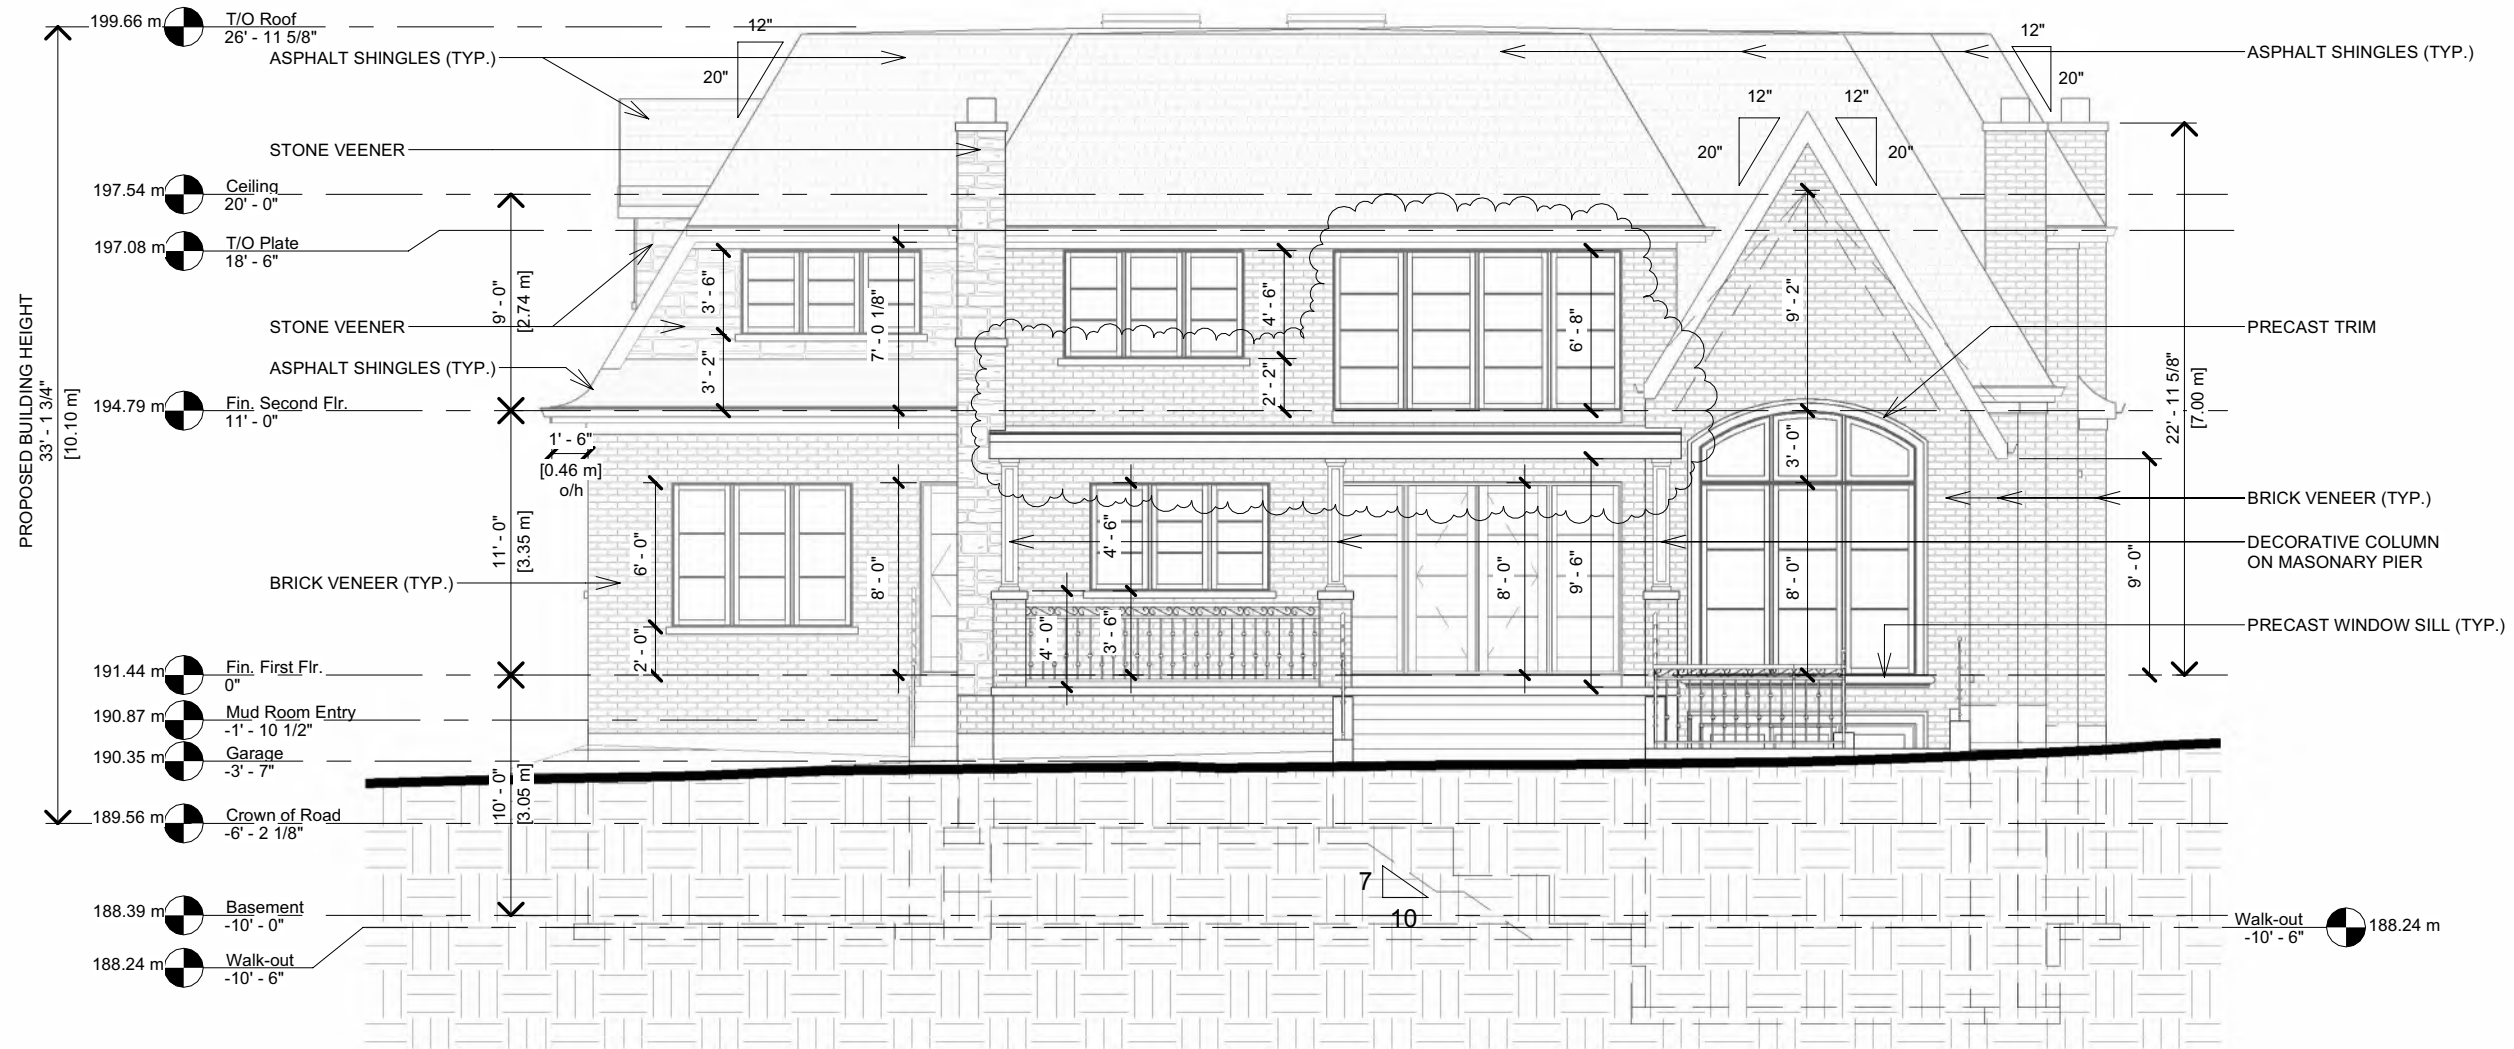 199.66 m
T/O Roof
26' - 11 5/8"
ASPHALT SHINGLES (TYP.)
STONE VEENER
197.54 m
Ceiling
20' - 0"
197.08 m
T/O Plate
18' - 6"
STONE VEENER
ASPHALT SHINGLES (TYP.)
194.79 m
Fin. Second Flr.
11' - 0"
BRICK VENEER (TYP.)
191.44 m
Fin. First Flr.
0"
190.87 m
Mud Room Entry
-1' - 10 1/2"
190.35 m
Garage
-3' - 7"
189.56 m
Crown of Road
-6' - 2 1/8"
188.39 m
Basement
-10' - 0"
188.24 m
Walk-out
-10' - 6"
PROPOSED BUILDING HEIGHT
33' - 1 3/4"
[10.10 m]
9' - 0"
[2.74 m]
11' - 0"
[3.35 m]
10' - 0"
[3.05 m]
1' - 6"
[0.46 m]
o/h
12"
20"
3' - 6"
3' - 2"
7' - 0 1/8"
6' - 0"
2' - 0"
8' - 0"
4' - 6"
2' - 2"
6' - 8"
4' - 6"
4' - 0"
3' - 6"
8' - 0"
9' - 6"
12"
20"
12"
20"
9' - 2"
3' - 0"
8' - 0"
12"
20"
7
10
ASPHALT SHINGLES (TYP.)
PRECAST TRIM
22' - 11 5/8"
[7.00 m]
BRICK VENEER (TYP.)
DECORATIVE COLUMN
ON MASONARY PIER
9' - 0"
PRECAST WINDOW SILL (TYP.)
Walk-out
-10' - 6"
188.24 m